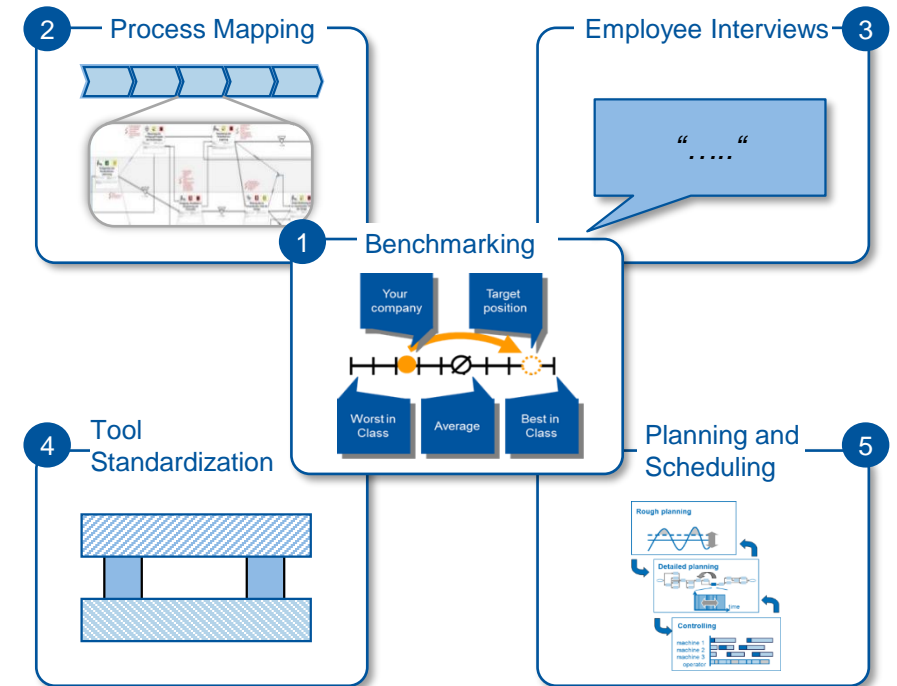 2
Process Mapping
Employee Interviews
3
“.....“
1
Benchmarking
Your
company
Target
position
Worst in
Class
Average
Best in
Class
4
Tool
Standardization
Planning and
Scheduling
5
Rough planning
Detailed planning
time
Controlling
machine 1
machine 2
machine 3
operator